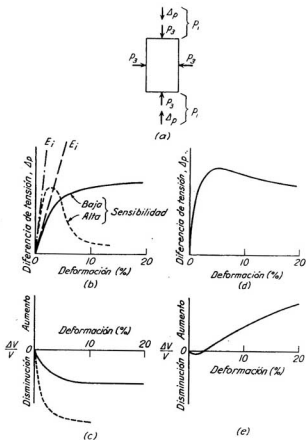 Δp
P₃
P₁
P₃
P₃
P₃
Δp
P₁
(a)
Diferencia de tensión, Δp
Ei
Ei
Baja
Alta
Sensibilidad
0
10
20
Deformación (%)
(b)
Diferencia de tensión, Δp
0
10
20
Deformación (%)
(d)
ΔV/V
Aumento
Disminución
0
Deformación (%)
0
10
20
(c)
ΔV/V
Aumento
Disminución
0
0
10
20
Deformación (%)
(e)